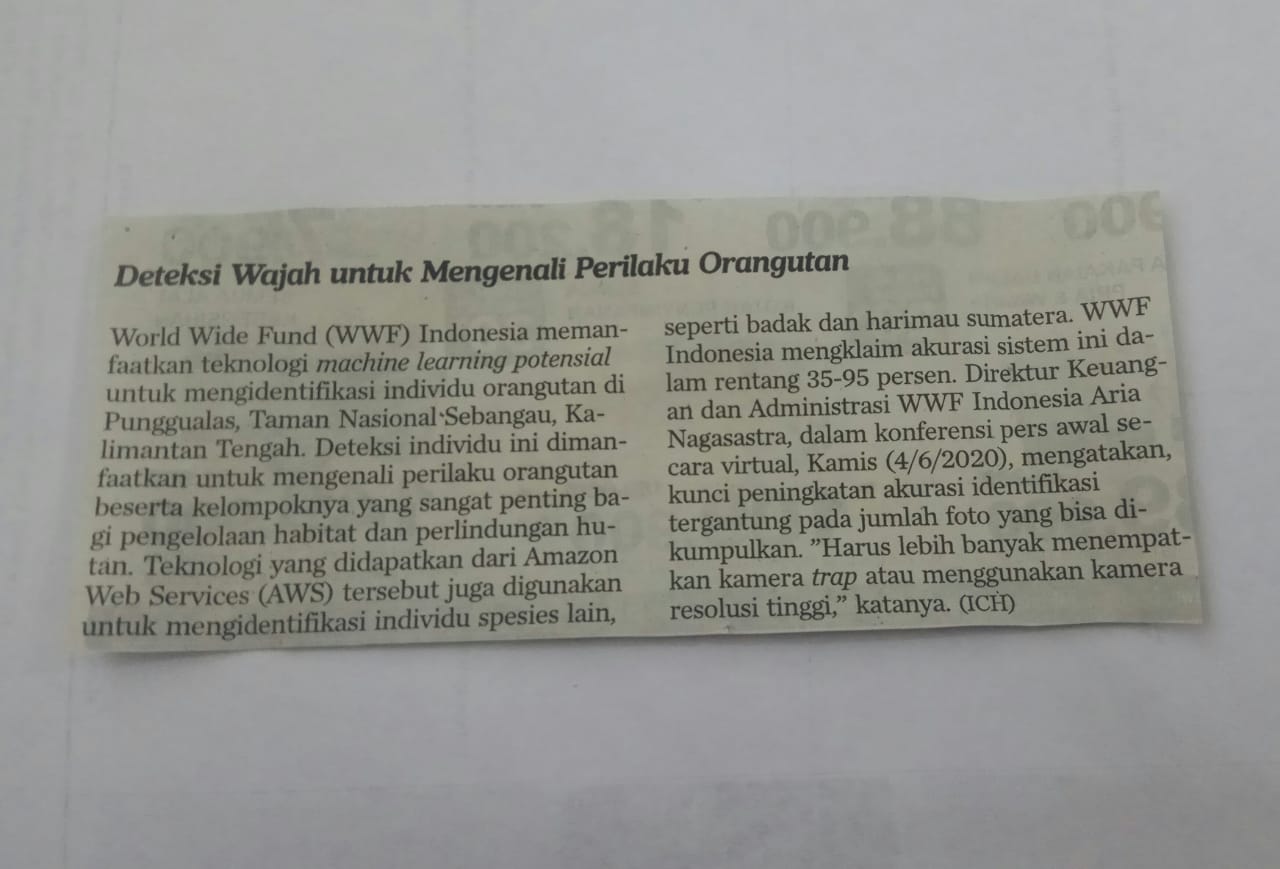 Deteksi Wajah untuk Mengenali Perilaku Orangutan
World Wide Fund (WWF) Indonesia meman-
faatkan teknologi machine learning potensial
untuk mengidentifikasi individu orangutan di
Punggualas, Taman Nasional Sebangau, Ka-
limantan Tengah. Deteksi individu ini diman-
faatkan untuk mengenali perilaku orangutan
beserta kelompoknya yang sangat penting ba-
gi pengelolaan habitat dan perlindungan hu-
tan. Teknologi yang didapatkan dari Amazon
Web Services (AWS) tersebut juga digunakan
untuk mengidentifikasi individu spesies lain,
seperti badak dan harimau sumatera. WWF
Indonesia mengklaim akurasi sistem ini da-
lam rentang 35-95 persen. Direktur Keuang-
an dan Administrasi WWF Indonesia Aria
Nagasastra, dalam konferensi pers awal se-
cara virtual, Kamis (4/6/2020), mengatakan,
kunci peningkatan akurasi identifikasi
tergantung pada jumlah foto yang bisa di-
kumpulkan. ”Harus lebih banyak menempat-
kan kamera trap atau menggunakan kamera
resolusi tinggi,” katanya. (ICH)